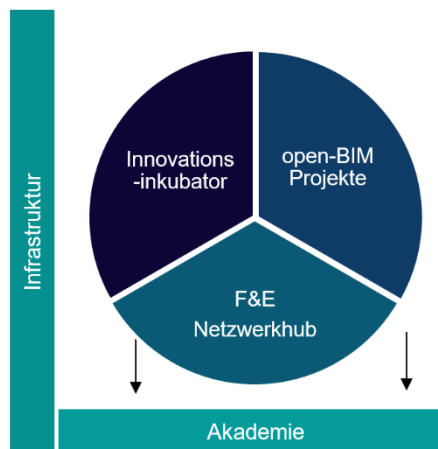 Infrastruktur
Innovations
-inkubator
open-BIM
Projekte
F&E
Netzwerkhub
Akademie